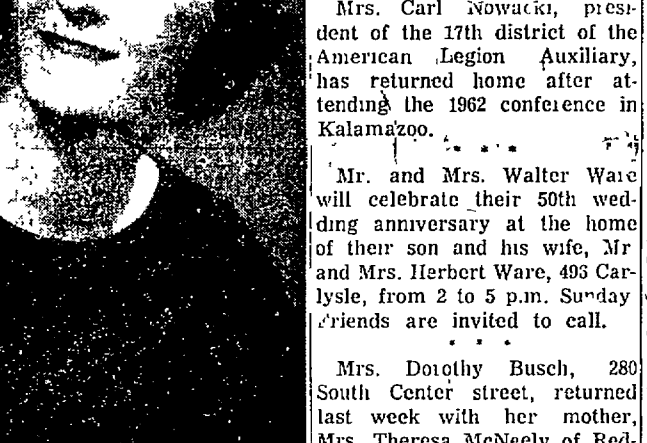 Mrs. Carl Nowacki, presi-
dent of the 17th district of the
American Legion Auxiliary,
has returned home after at-
tending the 1962 conference in
Kalamazoo.
* * *
Mr. and Mrs. Walter Ware
will celebrate their 50th wed-
ding anniversary at the home
of their son and his wife, Mr
and Mrs. Herbert Ware, 493 Car-
lysle, from 2 to 5 p.m. Sunday
Friends are invited to call.
* * *
Mrs. Dorothy Busch, 280
South Center street, returned
last week with her mother,
Mrs. Theresa McNeely of Red-